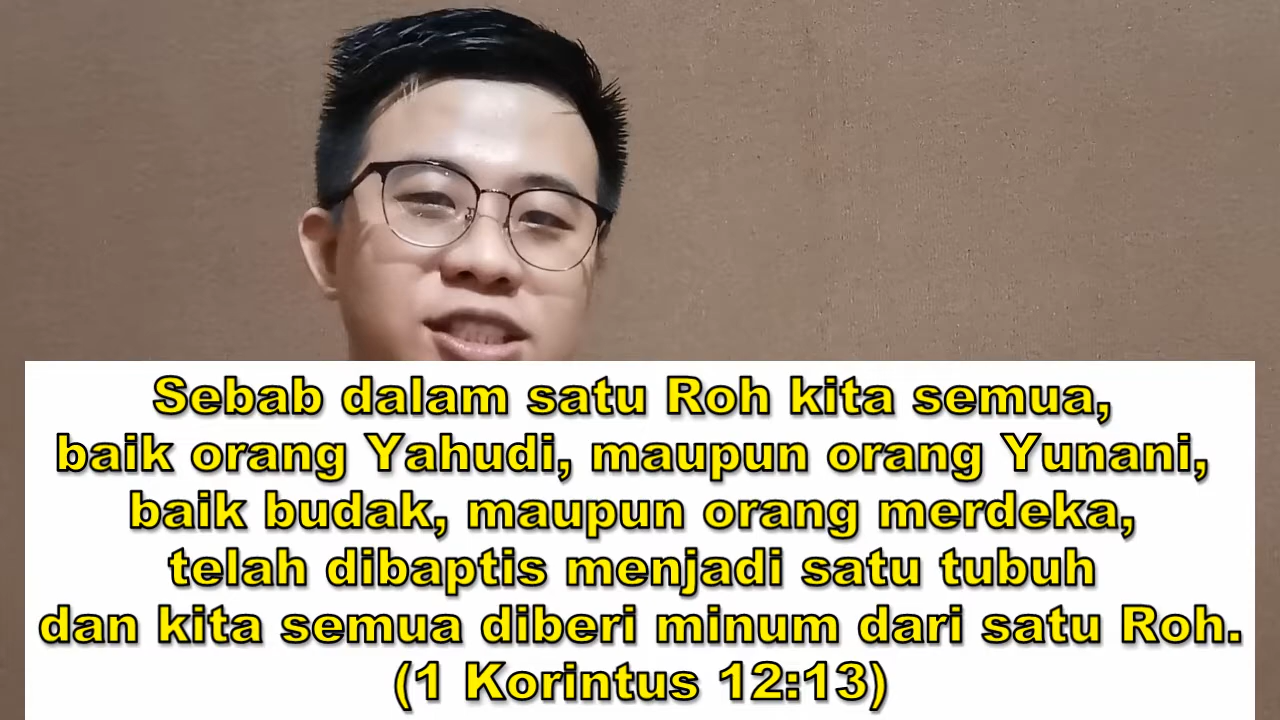 Sebab dalam satu Roh kita semua,
baik orang Yahudi, maupun orang Yunani,
baik budak, maupun orang merdeka,
telah dibaptis menjadi satu tubuh
dan kita semua diberi minum dari satu Roh.
(1 Korintus 12:13)